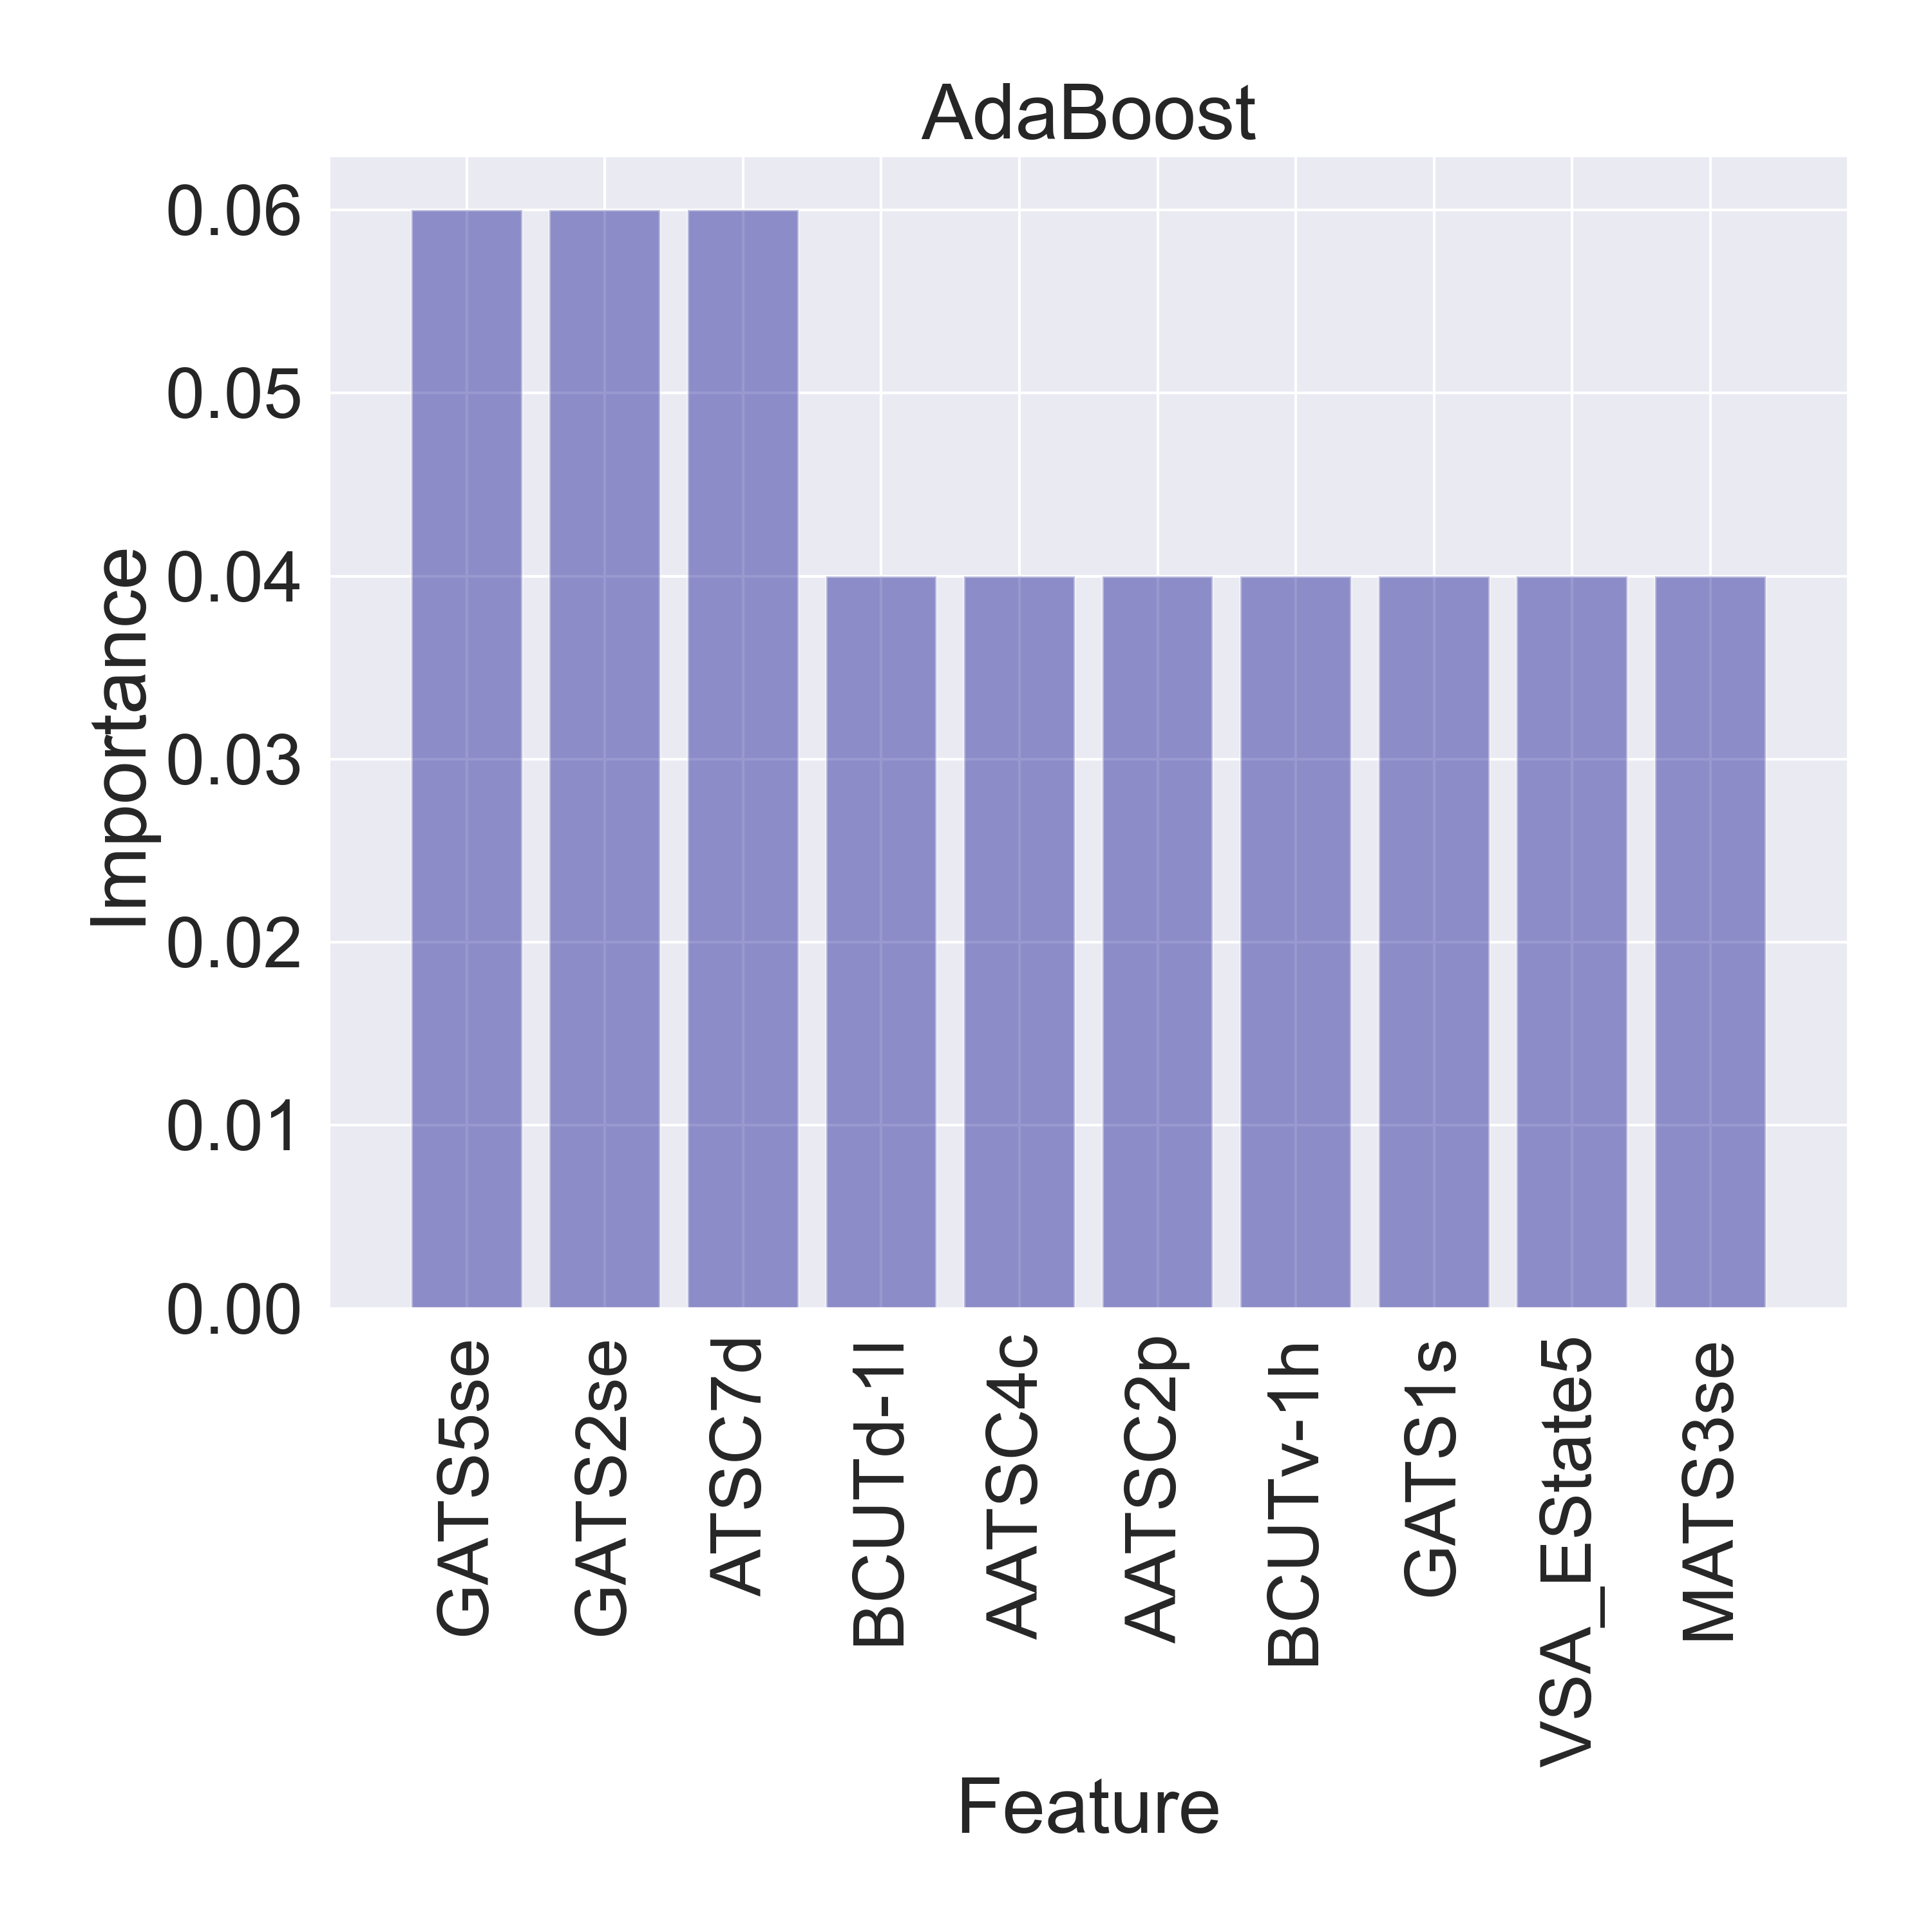 AdaBoost
Importance
0.06
0.05
0.04
0.03
0.02
0.01
0.00
GATS5se
GATS2se
ATSC7d
BCUTd-1l
AATSC4c
AATSC2p
BCUTv-1h
GATS1s
VSA_EState5
MATS3se
Feature